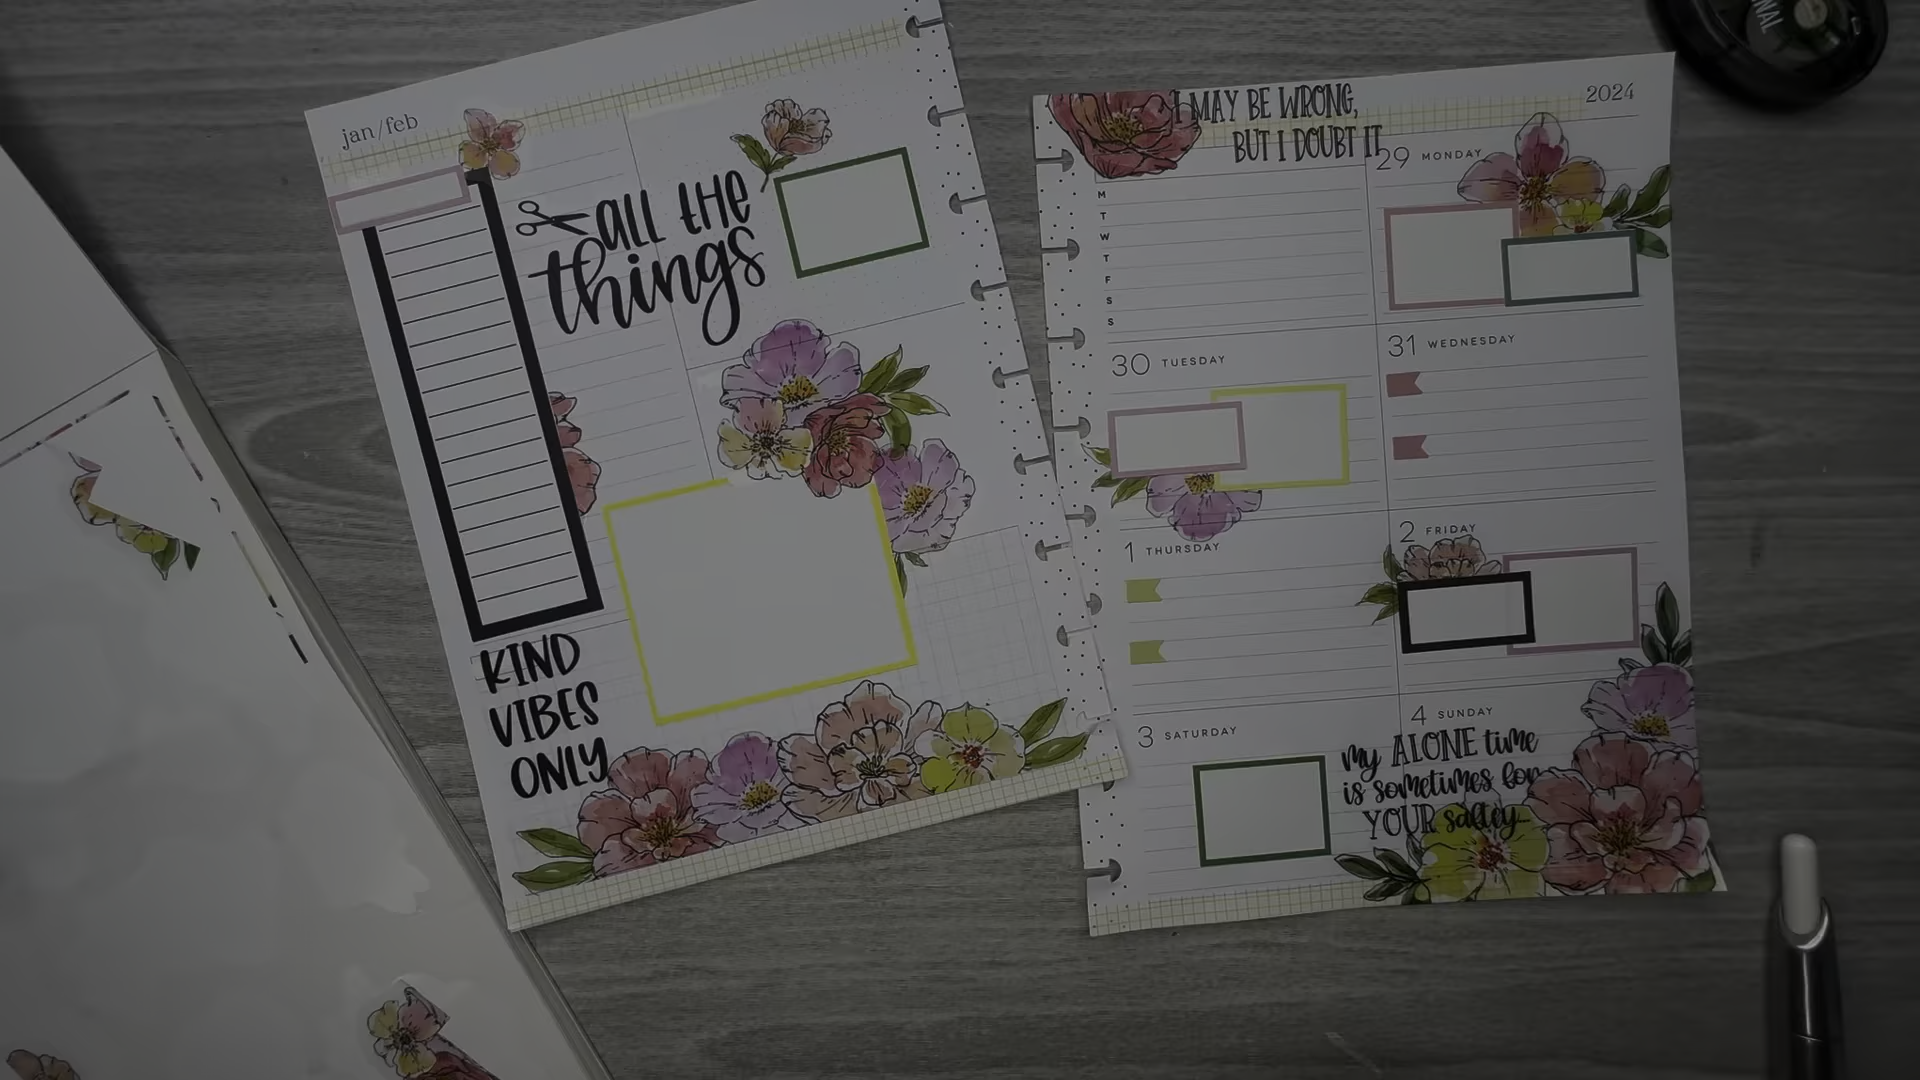 jan/feb
all the
things
KIND
VIBES
ONLY
I MAY BE WRONG,
BUT I DOUBT IT
2024
M
T
W
T
F
S
S
29 MONDAY
30 TUESDAY
31 WEDNESDAY
1 THURSDAY
2 FRIDAY
3 SATURDAY
4 SUNDAY
my ALONE time
is sometimes for
YOUR safety